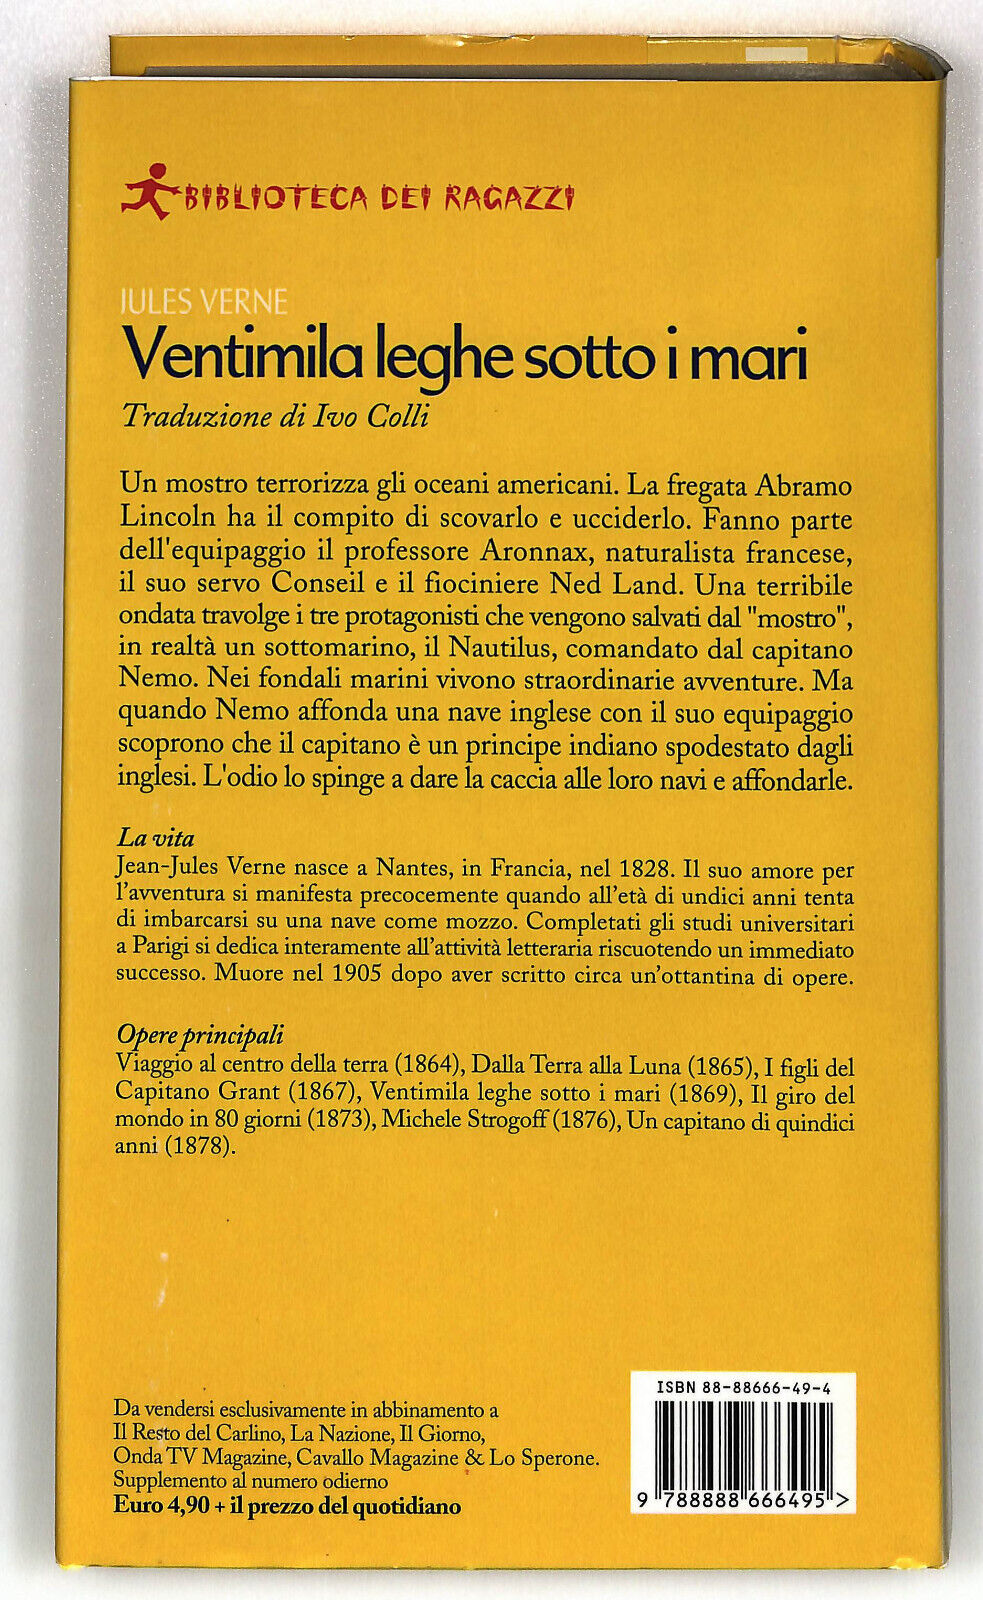 BIBLIOTECA DEI RAGAZZI
JULES VERNE
Ventimila leghe sotto i mari
Traduzione di Ivo Colli
Un mostro terrorizza gli oceani americani. La fregata Abramo
Lincoln ha il compito di scovarlo e ucciderlo. Fanno parte
dell'equipaggio il professore Aronnax, naturalista francese,
il suo servo Conseil e il fiociniere Ned Land. Una terribile
ondata travolge i tre protagonisti che vengono salvati dal "mostro",
in realtà un sottomarino, il Nautilus, comandato dal capitano
Nemo. Nei fondali marini vivono straordinarie avventure. Ma
quando Nemo affonda una nave inglese con il suo equipaggio
scoprono che il capitano è un principe indiano spodestato dagli
inglesi. L'odio lo spinge a dare la caccia alle loro navi e affondarle.
La vita
Jean-Jules Verne nasce a Nantes, in Francia, nel 1828. Il suo amore per
l'avventura si manifesta precocemente quando all'età di undici anni tenta
di imbarcarsi su una nave come mozzo. Completati gli studi universitari
a Parigi si dedica interamente all'attività letteraria riscuotendo un immediato
successo. Muore nel 1905 dopo aver scritto circa un'ottantina di opere.
Opere principali
Viaggio al centro della terra (1864), Dalla Terra alla Luna (1865), I figli del
Capitano Grant (1867), Ventimila leghe sotto i mari (1869), Il giro del
mondo in 80 giorni (1873), Michele Strogoff (1876), Un capitano di quindici
anni (1878).
Da vendersi esclusivamente in abbinamento a
Il Resto del Carlino, La Nazione, Il Giorno,
Onda TV Magazine, Cavallo Magazine & Lo Sperone.
Supplemento al numero odierno
Euro 4,90 + il prezzo del quotidiano
ISBN 88-88666-49-4
9 788888 666495 >